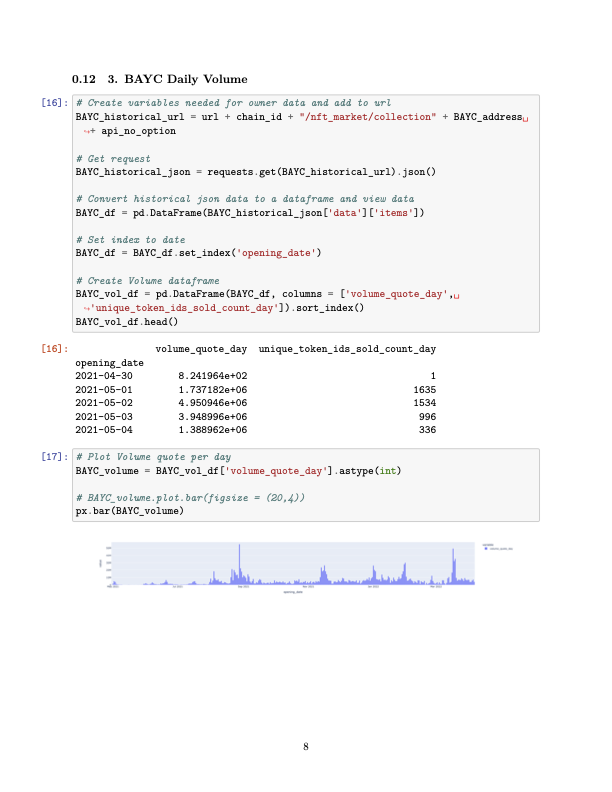 0.12 3. BAYC Daily Volume
[16]: # Create variables needed for owner data and add to url
BAYC_historical_url = url + chain_id + "/nft_market/collection" + BAYC_address␣
↪+ api_no_option
# Get request
BAYC_historical_json = requests.get(BAYC_historical_url).json()
# Convert historical json data to a dataframe and view data
BAYC_df = pd.DataFrame(BAYC_historical_json['data']['items'])
# Set index to date
BAYC_df = BAYC_df.set_index('opening_date')
# Create Volume dataframe
BAYC_vol_df = pd.DataFrame(BAYC_df, columns = ['volume_quote_day',␣
↪'unique_token_ids_sold_count_day']).sort_index()
BAYC_vol_df.head()
[16]: volume_quote_day unique_token_ids_sold_count_day
opening_date
2021-04-30 8.241964e+02 1
2021-05-01 1.737182e+06 1635
2021-05-02 4.950946e+06 1534
2021-05-03 3.948996e+06 996
2021-05-04 1.388962e+06 336
[17]: # Plot Volume quote per day
BAYC_volume = BAYC_vol_df['volume_quote_day'].astype(int)
# BAYC_volume.plot.bar(figsize = (20,4))
px.bar(BAYC_volume)
opening_date
8